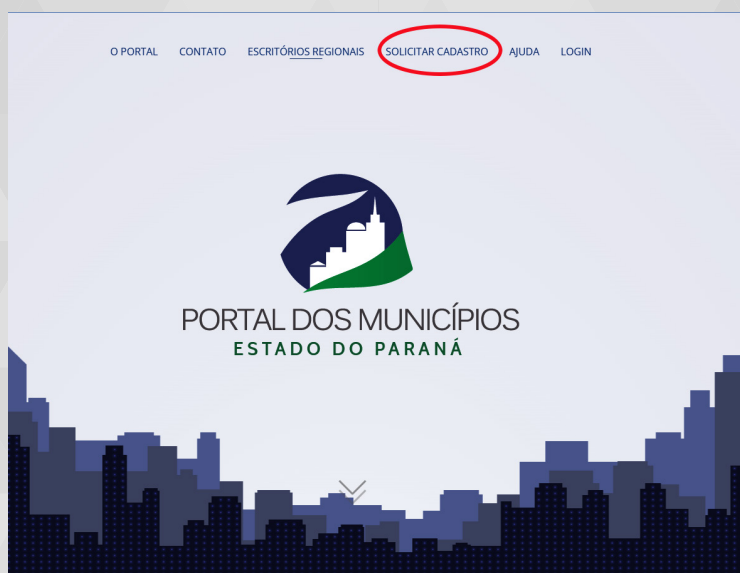 O PORTAL CONTATO ESCRITÓRIOS REGIONAIS SOLICITAR CADASTRO AJUDA LOGIN
PORTAL DOS MUNICÍPIOS
ESTADO DO PARANÁ